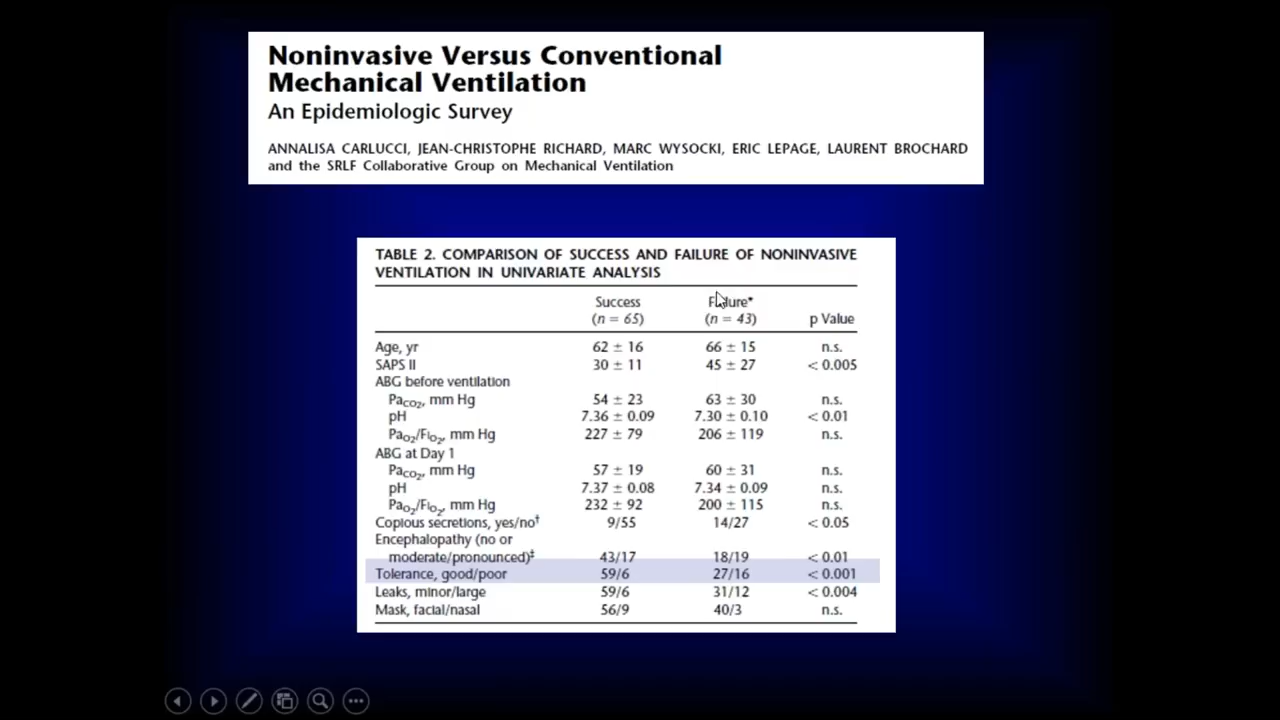 Noninvasive Versus Conventional
Mechanical Ventilation
An Epidemiologic Survey
ANNALISA CARLUCCI, JEAN-CHRISTOPHE RICHARD, MARC WYSOCKI, ERIC LEPAGE, LAURENT BROCHARD
and the SRLF Collaborative Group on Mechanical Ventilation
TABLE 2. COMPARISON OF SUCCESS AND FAILURE OF NONINVASIVE
VENTILATION IN UNIVARIATE ANALYSIS
Success Failure*
(n = 65) (n = 43) p Value
Age, yr 62 ± 16 66 ± 15 n.s.
SAPS II 30 ± 11 45 ± 27 < 0.005
ABG before ventilation
PaCO2, mm Hg 54 ± 23 63 ± 30 n.s.
pH 7.36 ± 0.09 7.30 ± 0.10 < 0.01
PaO2/FIO2, mm Hg 227 ± 79 206 ± 119 n.s.
ABG at Day 1
PaCO2, mm Hg 57 ± 19 60 ± 31 n.s.
pH 7.37 ± 0.08 7.34 ± 0.09 n.s.
PaO2/FIO2, mm Hg 232 ± 92 200 ± 115 n.s.
Copious secretions, yes/no† 9/55 14/27 < 0.05
Encephalopathy (no or
moderate/pronounced)‡ 43/17 18/19 < 0.01
Tolerance, good/poor 59/6 27/16 < 0.001
Leaks, minor/large 59/6 31/12 < 0.004
Mask, facial/nasal 56/9 40/3 n.s.